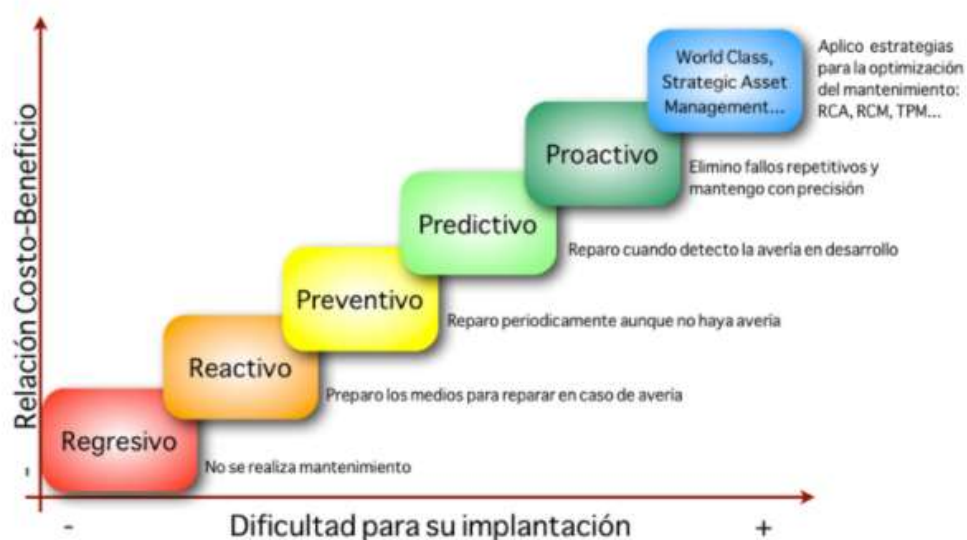 World Class,
Strategic Asset
Management...
Aplico estrategias
para la optimización
del mantenimiento:
RCA, RCM, TPM...
Proactivo
Elimino fallos repetitivos y
mantengo con precisión
Predictivo
Reparo cuando detecto la avería en desarrollo
Preventivo
Reparo periodicamente aunque no haya avería
Reactivo
Preparo los medios para reparar en caso de avería
Regresivo
No se realiza mantenimiento
Relación Costo-Beneficio
-
-
Dificultad para su implantación
+